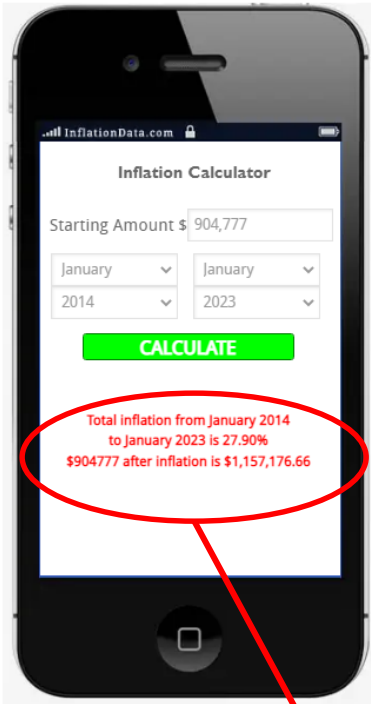 InflationData.com
Inflation Calculator
Starting Amount $ 904,777
January January
2014 2023
CALCULATE
Total inflation from January 2014
to January 2023 is 27.90%
$904777 after inflation is $1,157,176.66